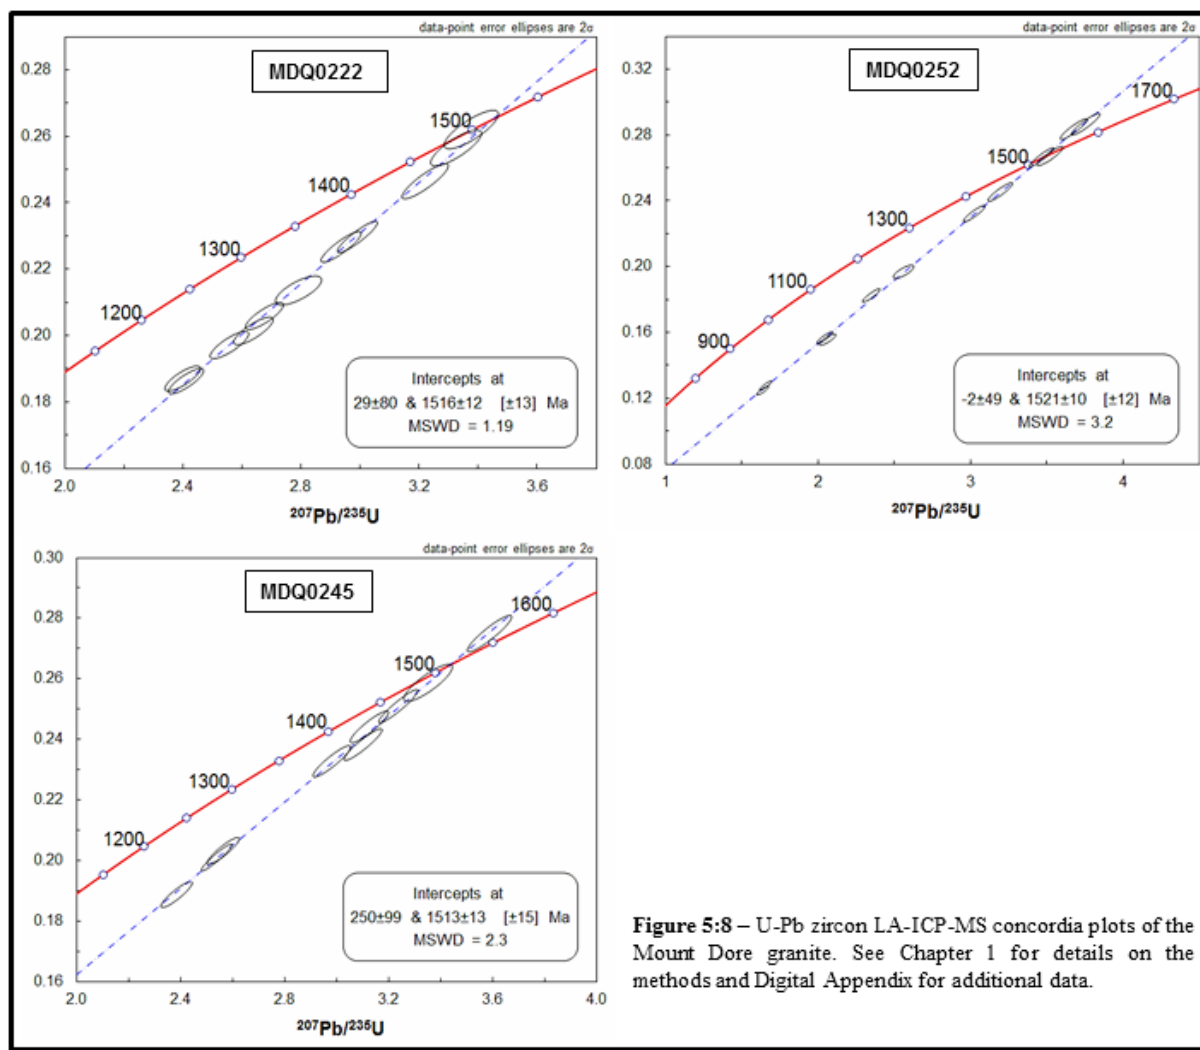 data-point error ellipses are 2σ
MDQ0222
0.28
0.26
0.24
0.22
0.20
0.18
0.16
1500
1400
1300
1200
Intercepts at
29±80 & 1516±12 [±13] Ma
MSWD = 1.19
2.0 2.4 2.8 3.2 3.6
²⁰⁷Pb/²³⁵U
data-point error ellipses are 2σ
MDQ0252
0.32
0.28
0.24
0.20
0.16
0.12
0.08
1700
1500
1300
1100
900
Intercepts at
-2±49 & 1521±10 [±12] Ma
MSWD = 3.2
1 2 3 4
²⁰⁷Pb/²³⁵U
data-point error ellipses are 2σ
MDQ0245
0.30
0.28
0.26
0.24
0.22
0.20
0.18
0.16
1600
1500
1400
1300
1200
Intercepts at
250±99 & 1513±13 [±15] Ma
MSWD = 2.3
2.0 2.4 2.8 3.2 3.6 4.0
²⁰⁷Pb/²³⁵U
Figure 5:8 – U-Pb zircon LA-ICP-MS concordia plots of the
Mount Dore granite. See Chapter 1 for details on the
methods and Digital Appendix for additional data.